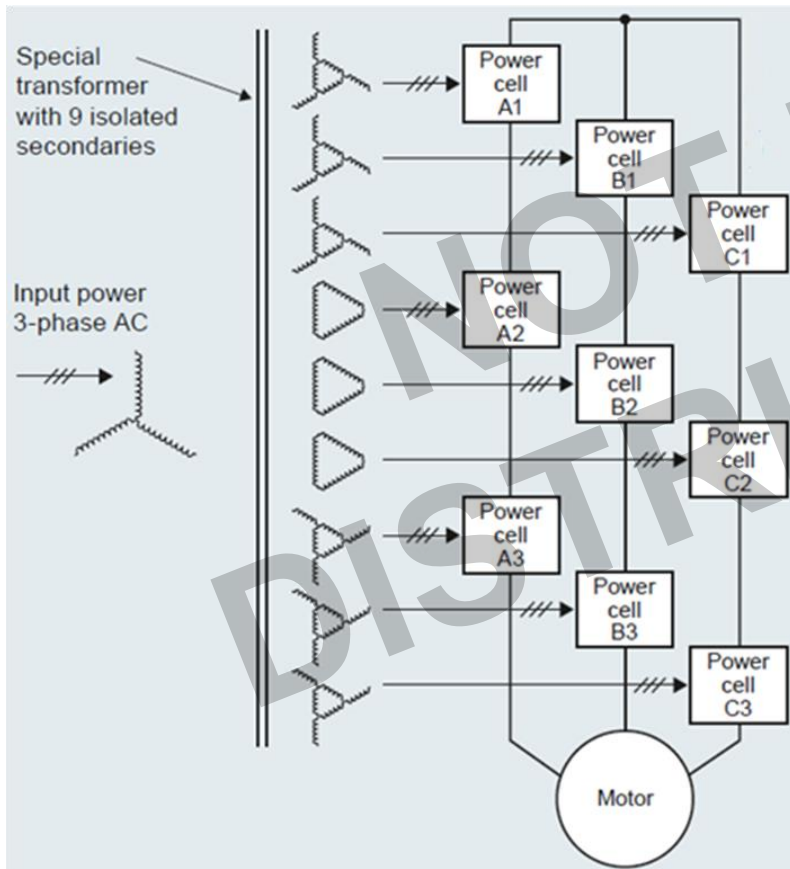 Special
transformer
with 9 isolated
secondaries
Input power
3-phase AC
Power
cell
A1
Power
cell
B1
Power
cell
C1
Power
cell
A2
Power
cell
B2
Power
cell
C2
Power
cell
A3
Power
cell
B3
Power
cell
C3
Motor
NOT